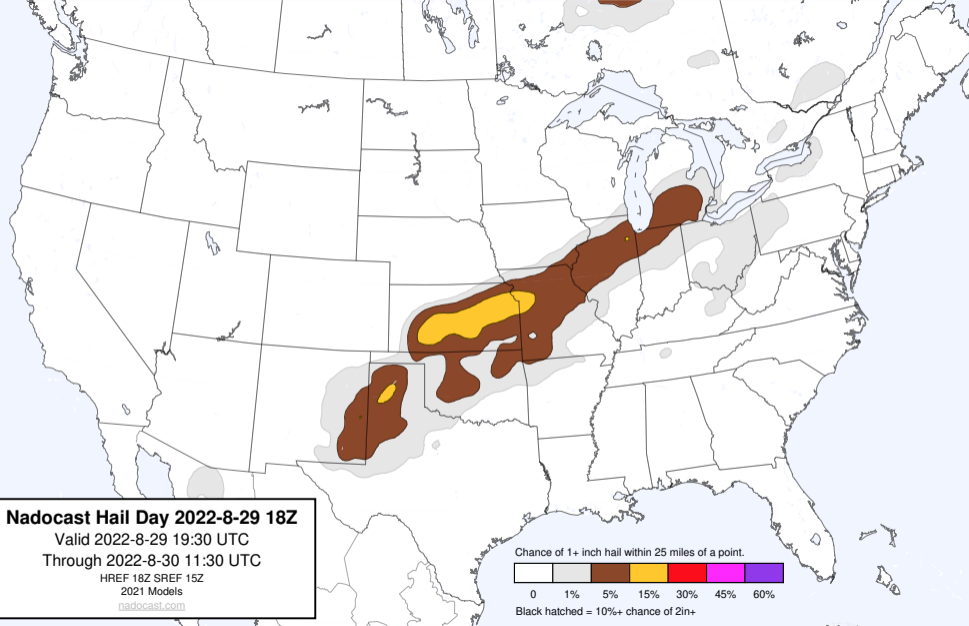 Nadocast Hail Day 2022-8-29 18Z
Valid 2022-8-29 19:30 UTC
Through 2022-8-30 11:30 UTC
HREF 18Z SREF 15Z
2021 Models
nadocast.com
Chance of 1+ inch hail within 25 miles of a point.
0 1% 5% 15% 30% 45% 60%
Black hatched = 10%+ chance of 2in+